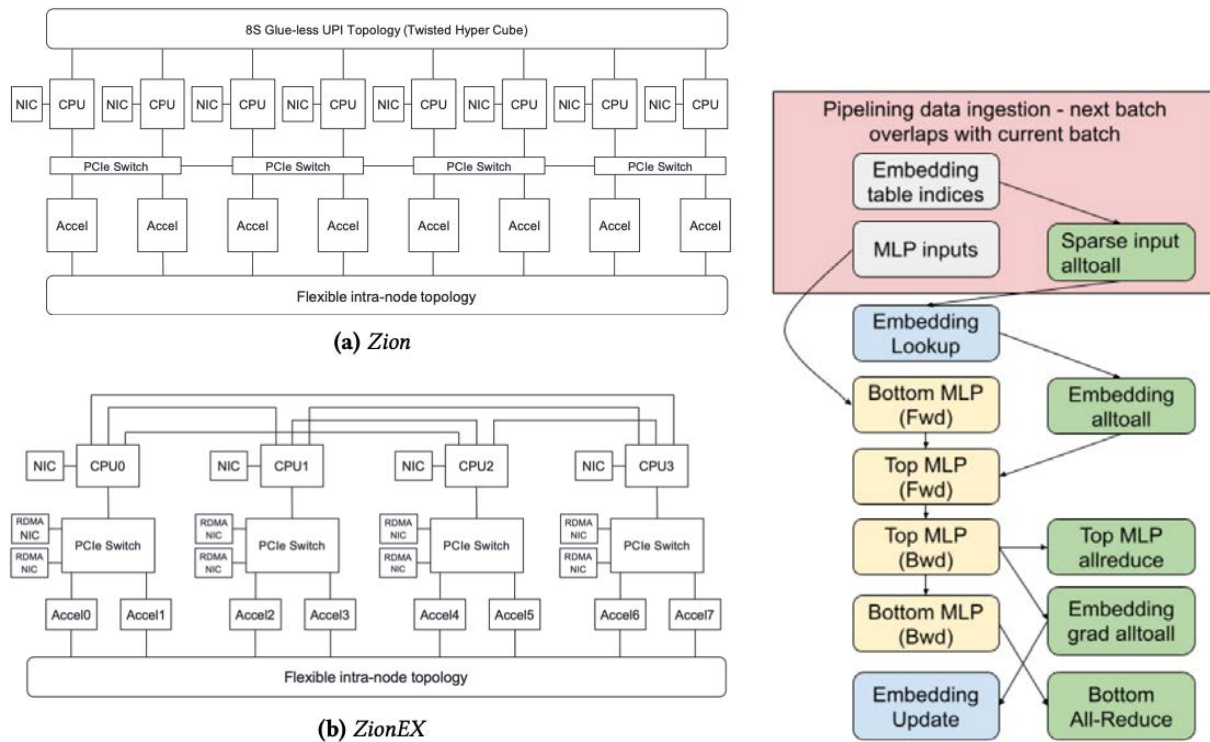 8S Glue-less UPI Topology (Twisted Hyper Cube)
NIC CPU NIC CPU NIC CPU NIC CPU NIC CPU NIC CPU NIC CPU NIC CPU
PCIe Switch PCIe Switch PCIe Switch PCIe Switch
Accel Accel Accel Accel Accel Accel Accel Accel
Flexible intra-node topology
(a) Zion
NIC CPU0 NIC CPU1 NIC CPU2 NIC CPU3
RDMA RDMA RDMA RDMA
NIC NIC NIC NIC
PCIe Switch PCIe Switch PCIe Switch PCIe Switch
RDMA RDMA RDMA RDMA
NIC NIC NIC NIC
Accel0 Accel1 Accel2 Accel3 Accel4 Accel5 Accel6 Accel7
Flexible intra-node topology
(b) ZionEX
Pipelining data ingestion - next batch
overlaps with current batch
Embedding
table indices
MLP inputs
Sparse input
alltoall
Embedding
Lookup
Bottom MLP
(Fwd)
Embedding
alltoall
Top MLP
(Fwd)
Top MLP
(Bwd)
Top MLP
allreduce
Bottom MLP
(Bwd)
Embedding
grad alltoall
Embedding
Update
Bottom
All-Reduce